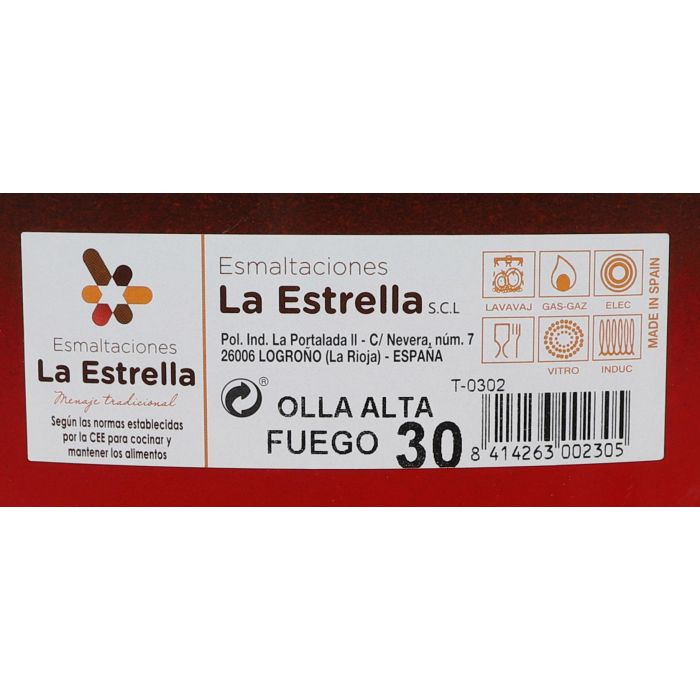 Esmaltaciones
La Estrella
Menaje tradicional
Según las normas establecidas
por la CEE para cocinar y
mantener los alimentos
Esmaltaciones
La Estrella S.C.L
Pol. Ind. La Portalada II - C/ Nevera, núm. 7
26006 LOGROÑO (La Rioja) - ESPAÑA
®
OLLA ALTA
FUEGO 30
LAVAVAJ GAS-GAZ ELEC
VITRO INDUC
MADE IN SPAIN
T-0302
8 414263 002305